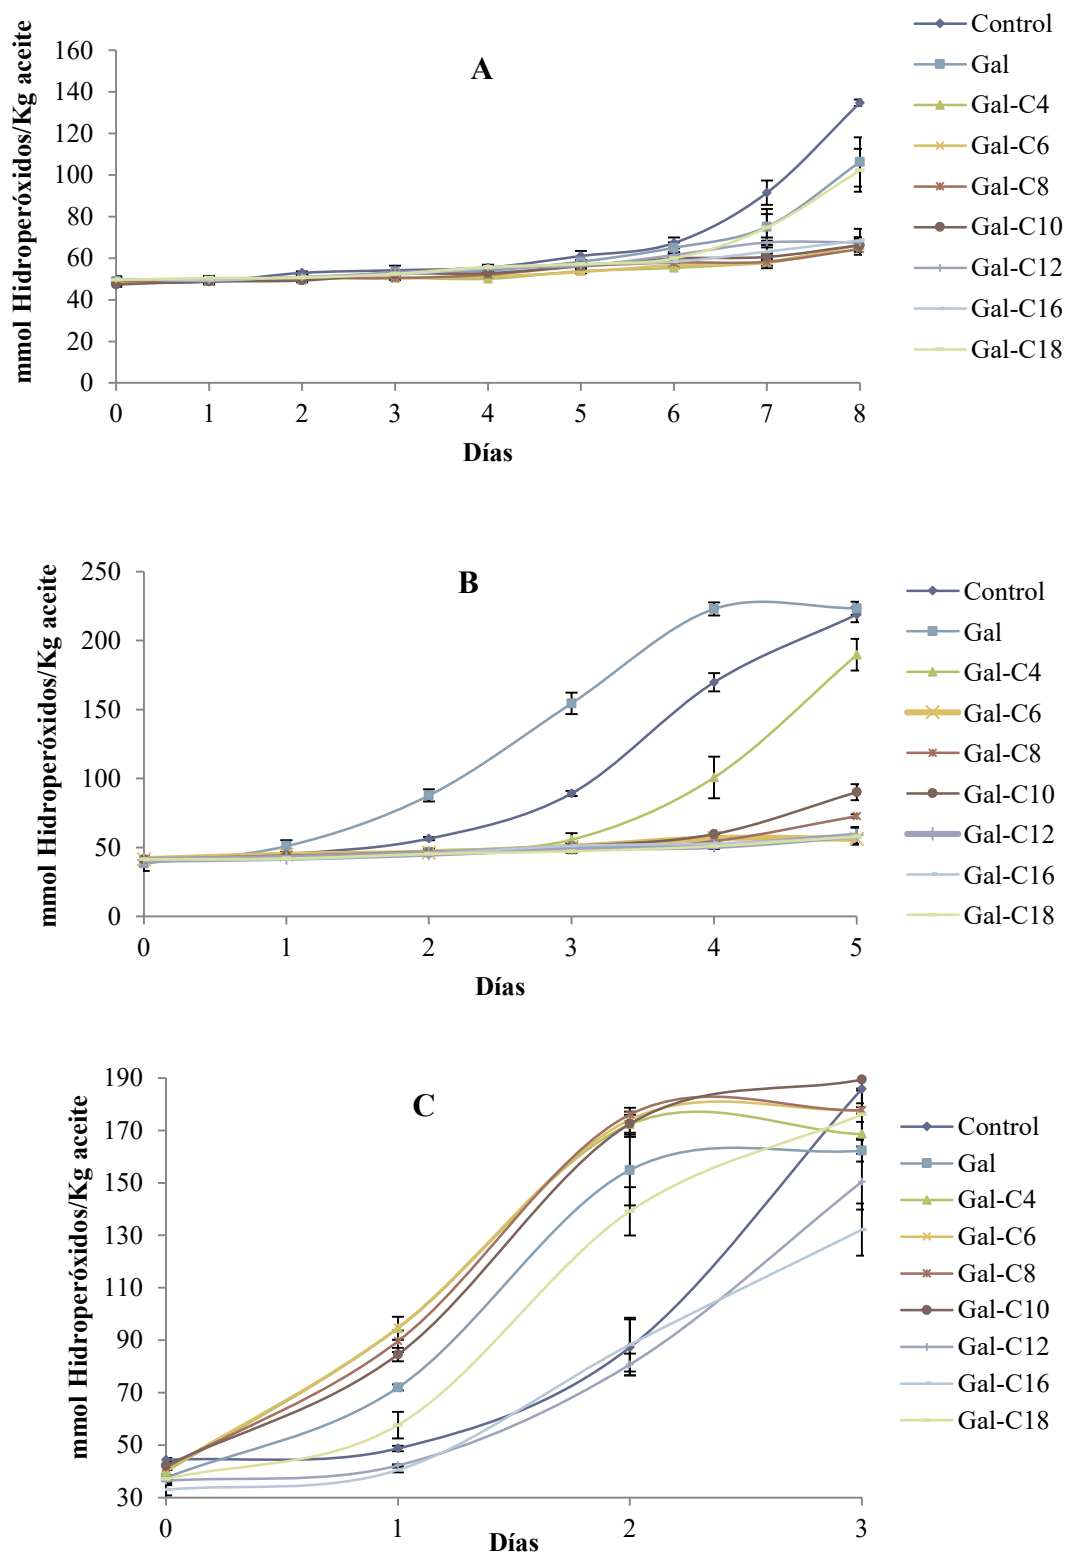 A
mmol Hidroperóxidos/Kg aceite
160
140
120
100
80
60
40
20
0
0 1 2 3 4 5 6 7 8
Días
Control
Gal
Gal-C4
Gal-C6
Gal-C8
Gal-C10
Gal-C12
Gal-C16
Gal-C18
B
mmol Hidroperóxidos/Kg aceite
250
200
150
100
50
0
0 1 2 3 4 5
Días
Control
Gal
Gal-C4
Gal-C6
Gal-C8
Gal-C10
Gal-C12
Gal-C16
Gal-C18
C
mmol Hidroperóxidos/Kg aceite
190
170
150
130
110
90
70
50
30
0 1 2 3
Días
Control
Gal
Gal-C4
Gal-C6
Gal-C8
Gal-C10
Gal-C12
Gal-C16
Gal-C18